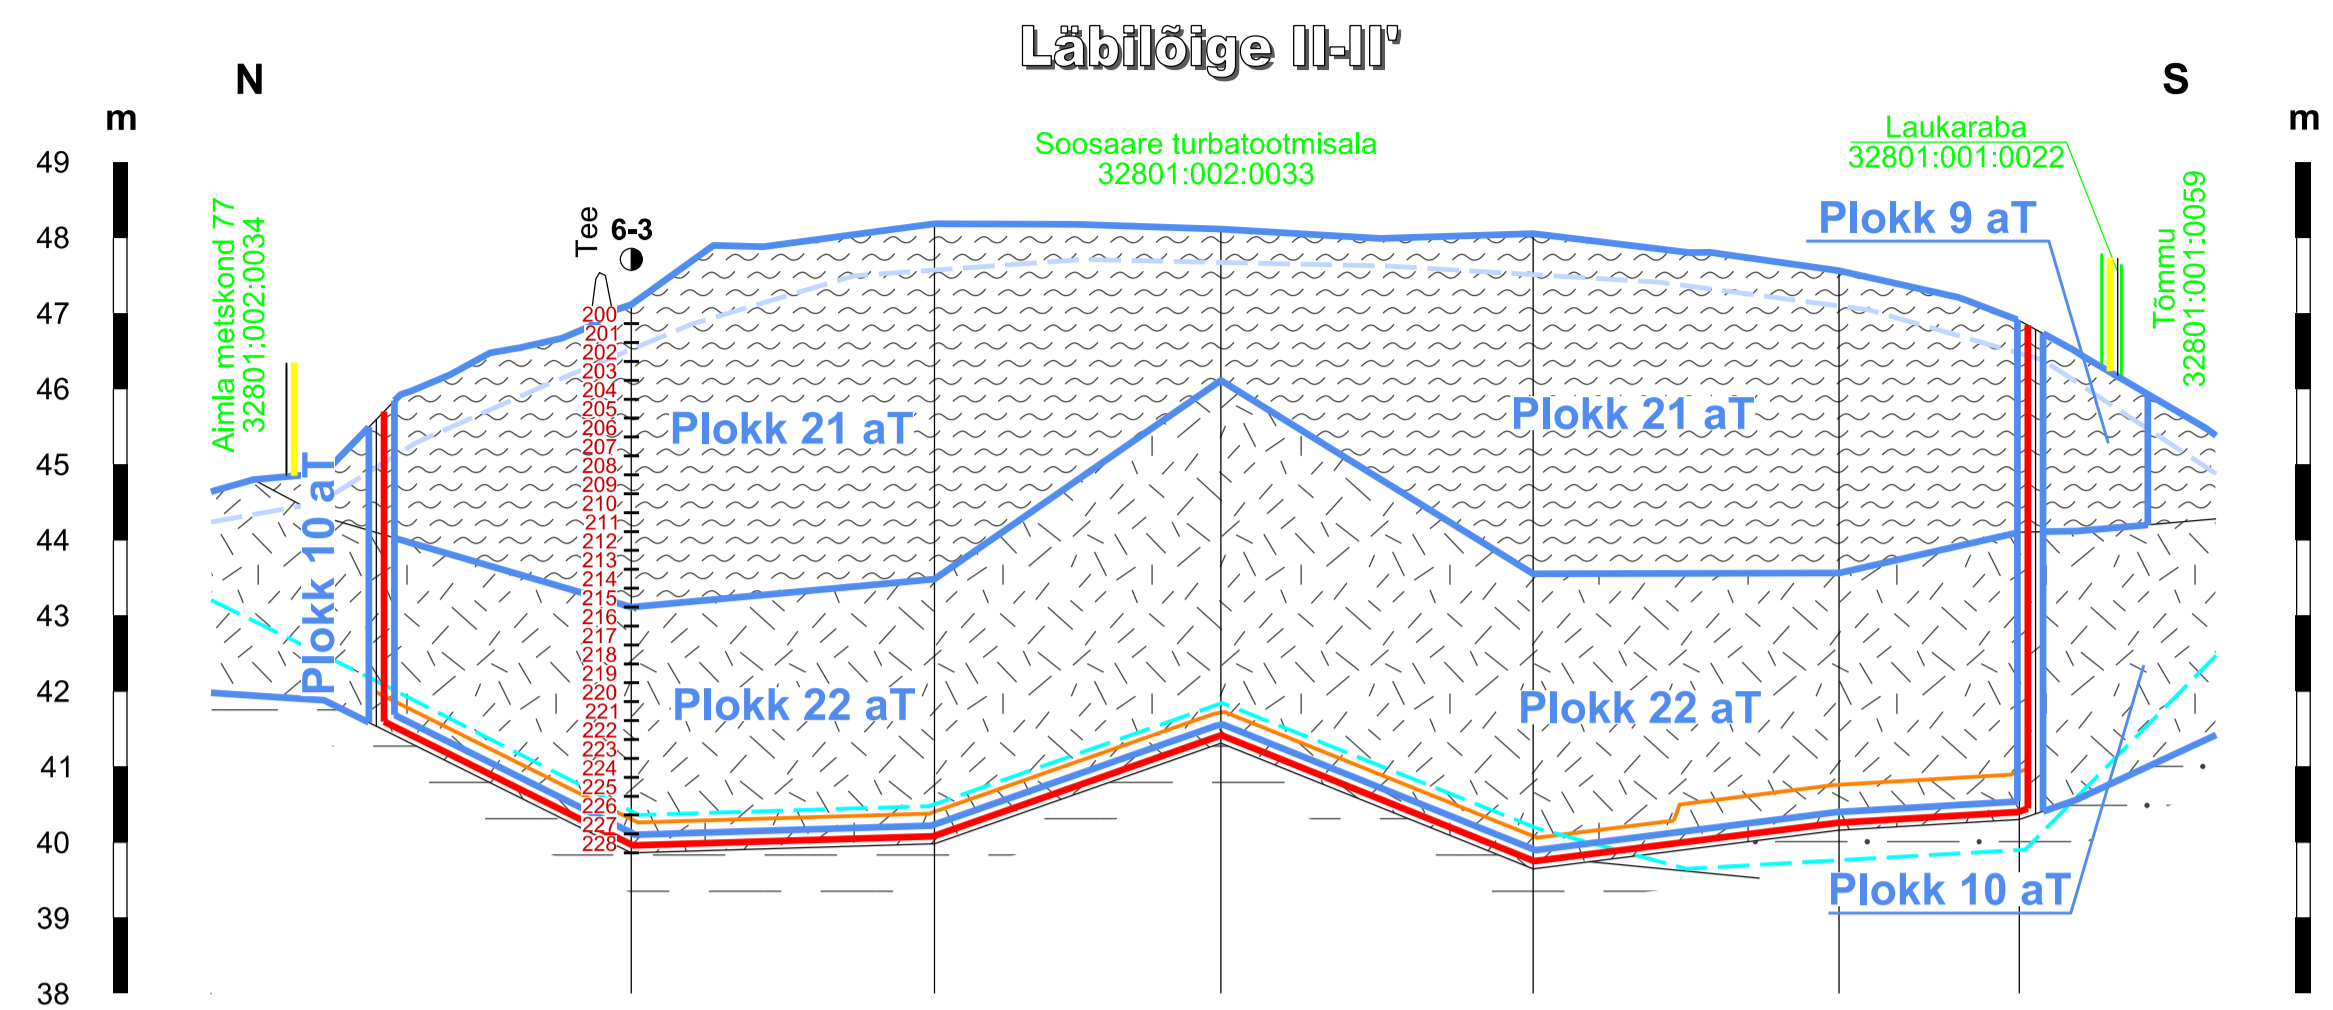 Läbilõige II-II'
N
S
m
m
49
48
47
46
45
44
43
42
41
40
39
38
Aimla metskond 77
32801:002:0034
Tee
6-3
Soosaare turbatootmisala
32801:002:0033
Laukaraba
32801:001:0022
Tõmmu
32801:001:0059
Plokk 9 aT
Plokk 10 aT
Plokk 21 aT
Plokk 21 aT
Plokk 22 aT
Plokk 22 aT
Plokk 10 aT
200
201
202
203
204
205
206
207
208
209
210
211
212
213
214
215
216
217
218
219
220
221
222
223
224
225
226
227
228